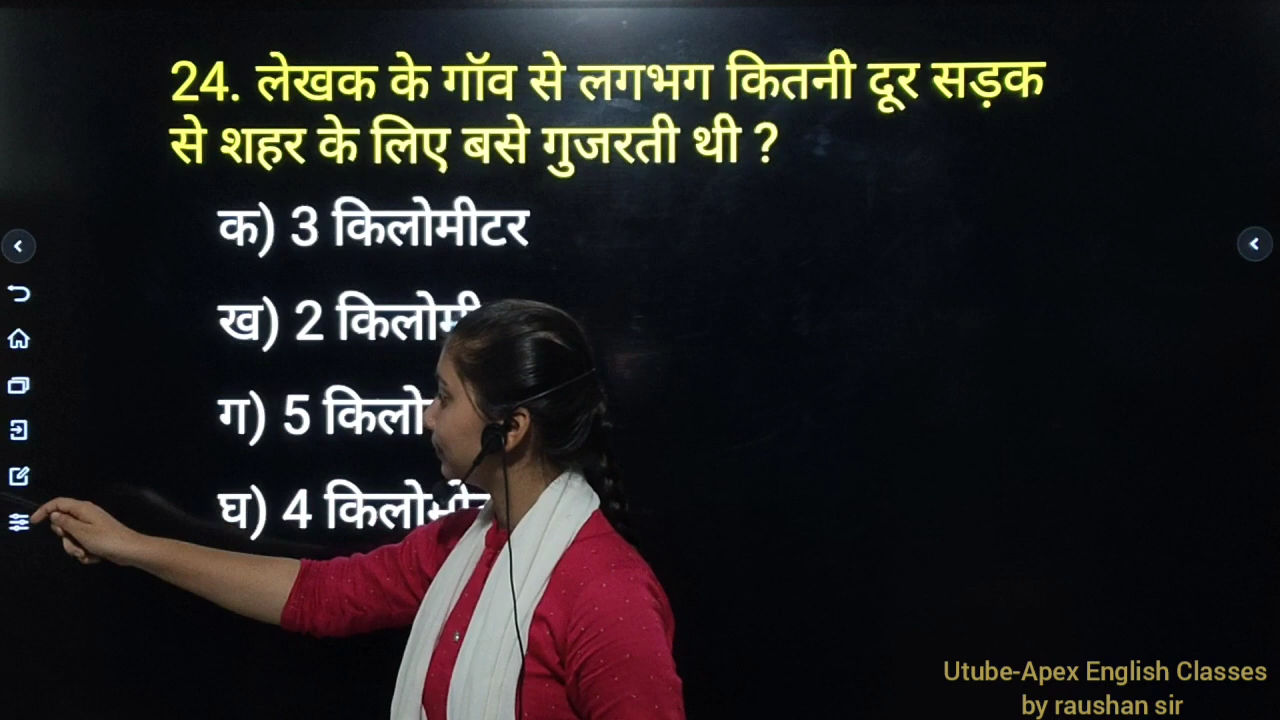 24. लेखक के गॉव से लगभग कितनी दूर सड़क
से शहर के लिए बसे गुजरती थी ?
क) 3 किलोमीटर
ख) 2
ग) 5
घ) 4
Utube-Apex English Classes
by raushan sir